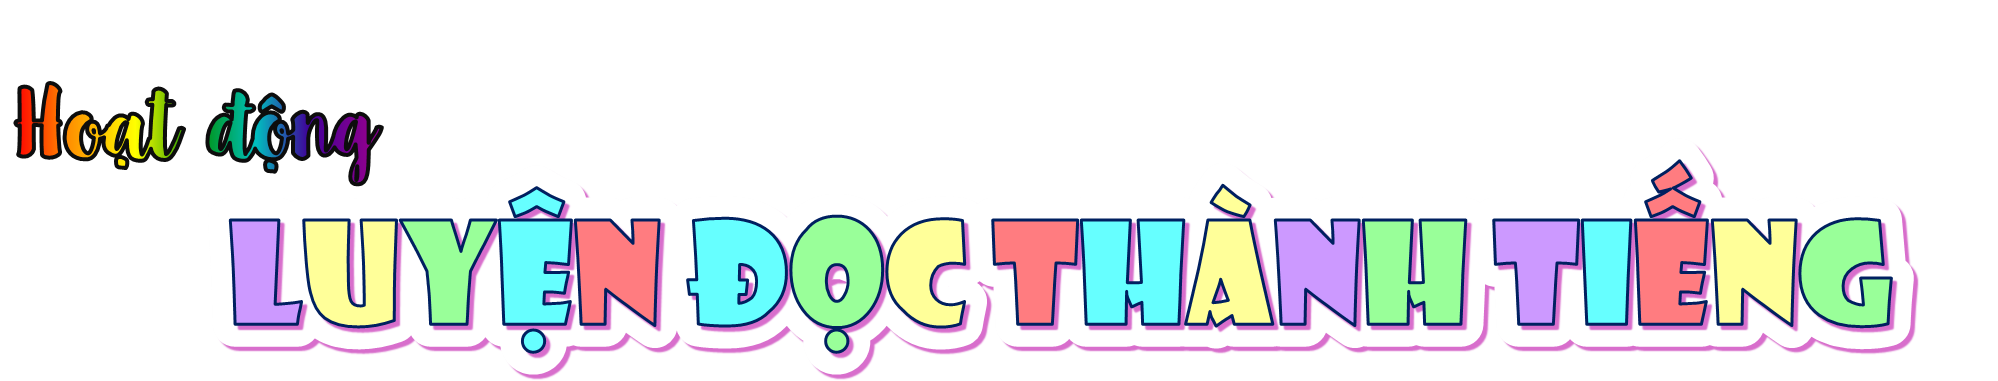 Hoạt động
LUYỆN ĐỌC THÀNH TIẾNG